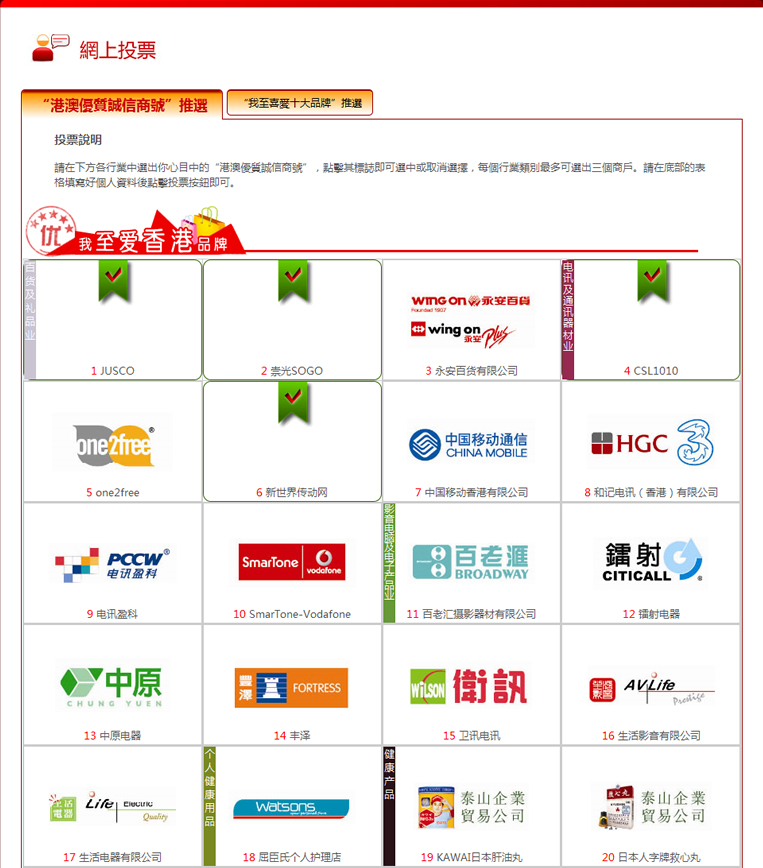 網上投票
“港澳優質誠信商號”推選
“我至喜愛十大品牌”推選
投票說明
請在下方各行業中選出你心目中的“港澳優質誠信商號”，點擊其標誌即可選中或取消選擇，每個行業類別最多可選出三個商戶。請在底部的表
格填寫好個人資料後點擊投票按鈕即可。
优
我至爱香港品牌
百货及礼品业
1 JUSCO
2 崇光SOGO
WING ON 永安百貨
Founded 1907
wing on
永安 Plus
3 永安百货有限公司
电讯及通讯器材业
4 CSL1010
one2free®
5 one2free
6 新世界传动网
中国移动通信
CHINA MOBILE
7 中国移动香港有限公司
HGC 3
8 和记电讯（香港）有限公司
PCCW®
电讯盈科
9 电讯盈科
SmarTone
vodafone
10 SmarTone-Vodafone
影音电脑及电子产品业
百老滙
BROADWAY
11 百老汇摄影器材有限公司
鐳射
CITICALL®
12 镭射电器
中原
CHUNG YUEN
13 中原电器
豐澤
FORTRESS
14 丰泽
WILSON 衛訊
15 卫讯电讯
AV Life
Prestige
16 生活影音有限公司
生活電器
Life Electric
Quality
17 生活电器有限公司
个人健康用品
Watsons
your personal store
18 屈臣氏个人护理店
健康产品
泰山企業
貿易公司
19 KAWAI日本肝油丸
泰山企業
貿易公司
20 日本人字牌救心丸